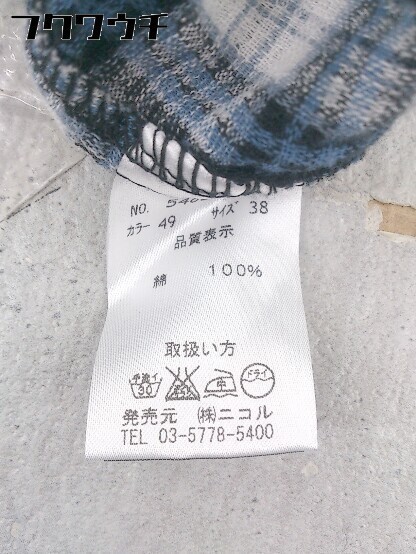 フクワウチ
NO. サイズ 38
カラー 49
品質表示
綿 100%
取扱い方
手洗イ 30 中 ドライ
発売元 (株)ニコル
TEL 03-5778-5400